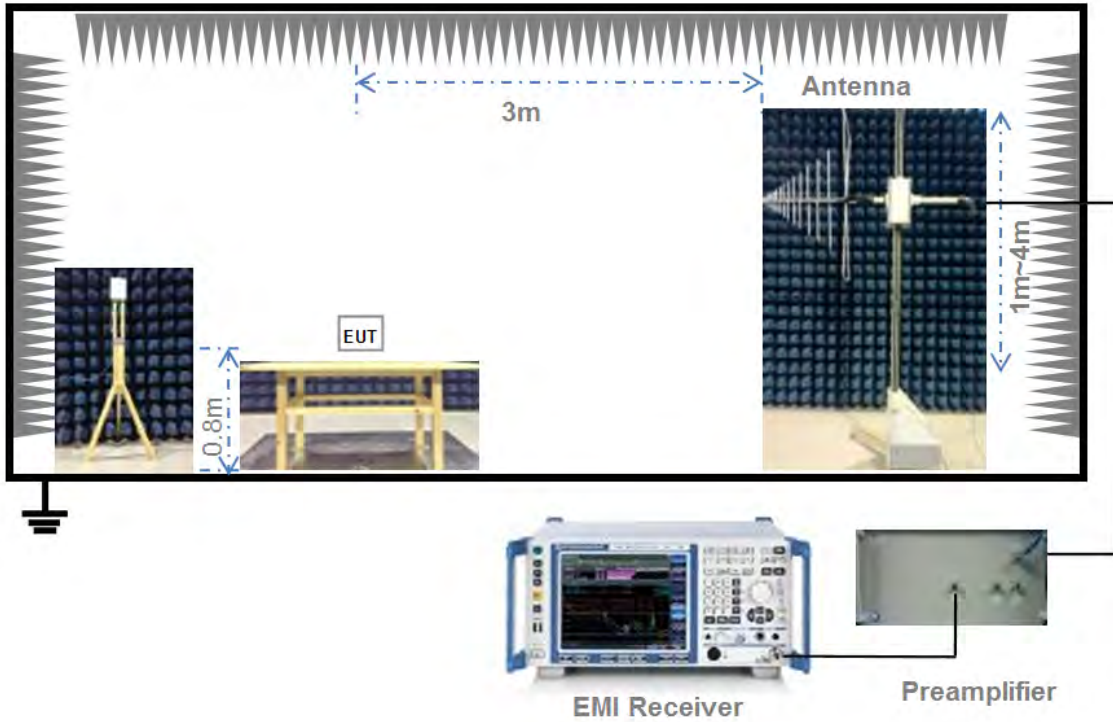 Antenna
3m
1m~4m
EUT
0.8m
EMI Receiver
Preamplifier